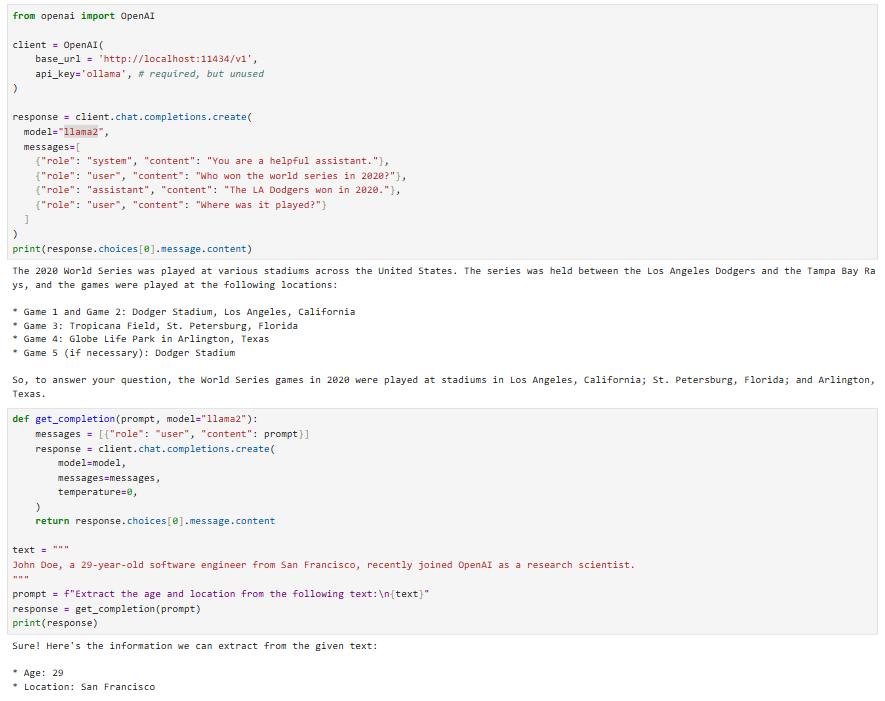 from openai import OpenAI
client = OpenAI(
    base_url = 'http://localhost:11434/v1',
    api_key='ollama', # required, but unused
)
response = client.chat.completions.create(
  model="llama2",
  messages=[
    {"role": "system", "content": "You are a helpful assistant."},
    {"role": "user", "content": "Who won the world series in 2020?"},
    {"role": "assistant", "content": "The LA Dodgers won in 2020."},
    {"role": "user", "content": "Where was it played?"}
  ]
)
print(response.choices[0].message.content)
The 2020 World Series was played at various stadiums across the United States. The series was held between the Los Angeles Dodgers and the Tampa Bay Ra
ys, and the games were played at the following locations:
* Game 1 and Game 2: Dodger Stadium, Los Angeles, California
* Game 3: Tropicana Field, St. Petersburg, Florida
* Game 4: Globe Life Park in Arlington, Texas
* Game 5 (if necessary): Dodger Stadium
So, to answer your question, the World Series games in 2020 were played at stadiums in Los Angeles, California; St. Petersburg, Florida; and Arlington,
Texas.
def get_completion(prompt, model="llama2"):
    messages = [{"role": "user", "content": prompt}]
    response = client.chat.completions.create(
        model=model,
        messages=messages,
        temperature=0,
    )
    return response.choices[0].message.content
text = """
John Doe, a 29-year-old software engineer from San Francisco, recently joined OpenAI as a research scientist.
"""
prompt = f"Extract the age and location from the following text:\n{text}"
response = get_completion(prompt)
print(response)
Sure! Here's the information we can extract from the given text:
* Age: 29
* Location: San Francisco